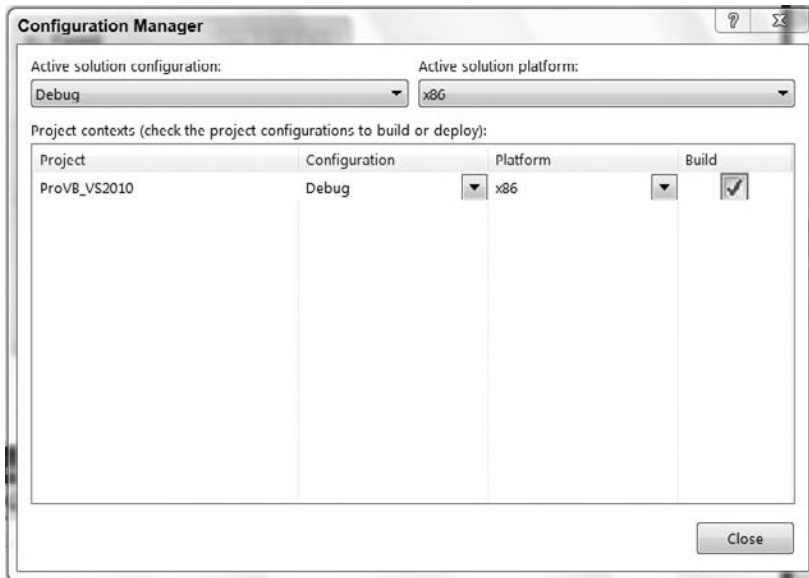 Configuration Manager
Active solution configuration: Active solution platform:
Debug x86
Project contexts (check the project configurations to build or deploy):
Project Configuration Platform Build
ProVB_VS2010 Debug x86
Close